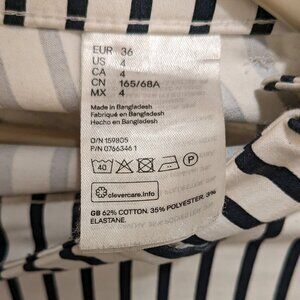 EUR 36
US 4
CA 4
CN 165/68A
MX 4
Made in Bangladesh
Fabriqué en Bangladesh
Hecho en Bangladesh
O/N 159805
P/N 0766346 1
40 P
clevercare.info
GB 62% COTTON. 35% POLYESTER. 3%
ELASTANE.